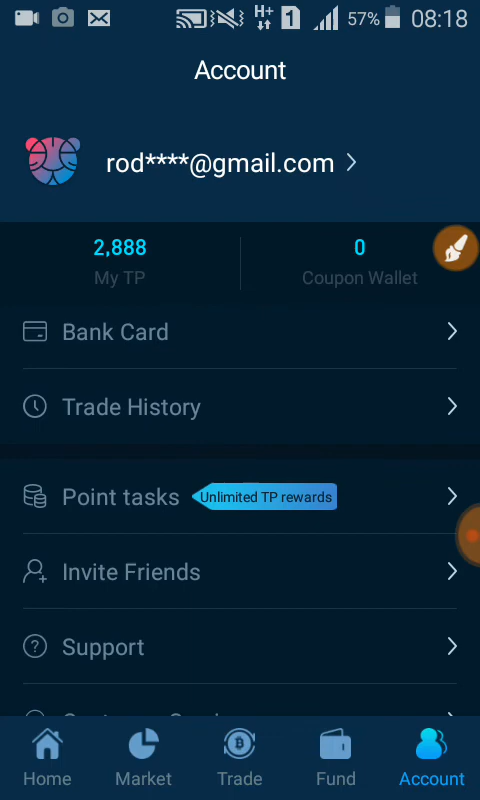 H+ 1 57% 08:18
Account
rod****@gmail.com
2,888 0
My TP Coupon Wallet
Bank Card
Trade History
Point tasks Unlimited TP rewards
Invite Friends
Support
Home Market Trade Fund Account